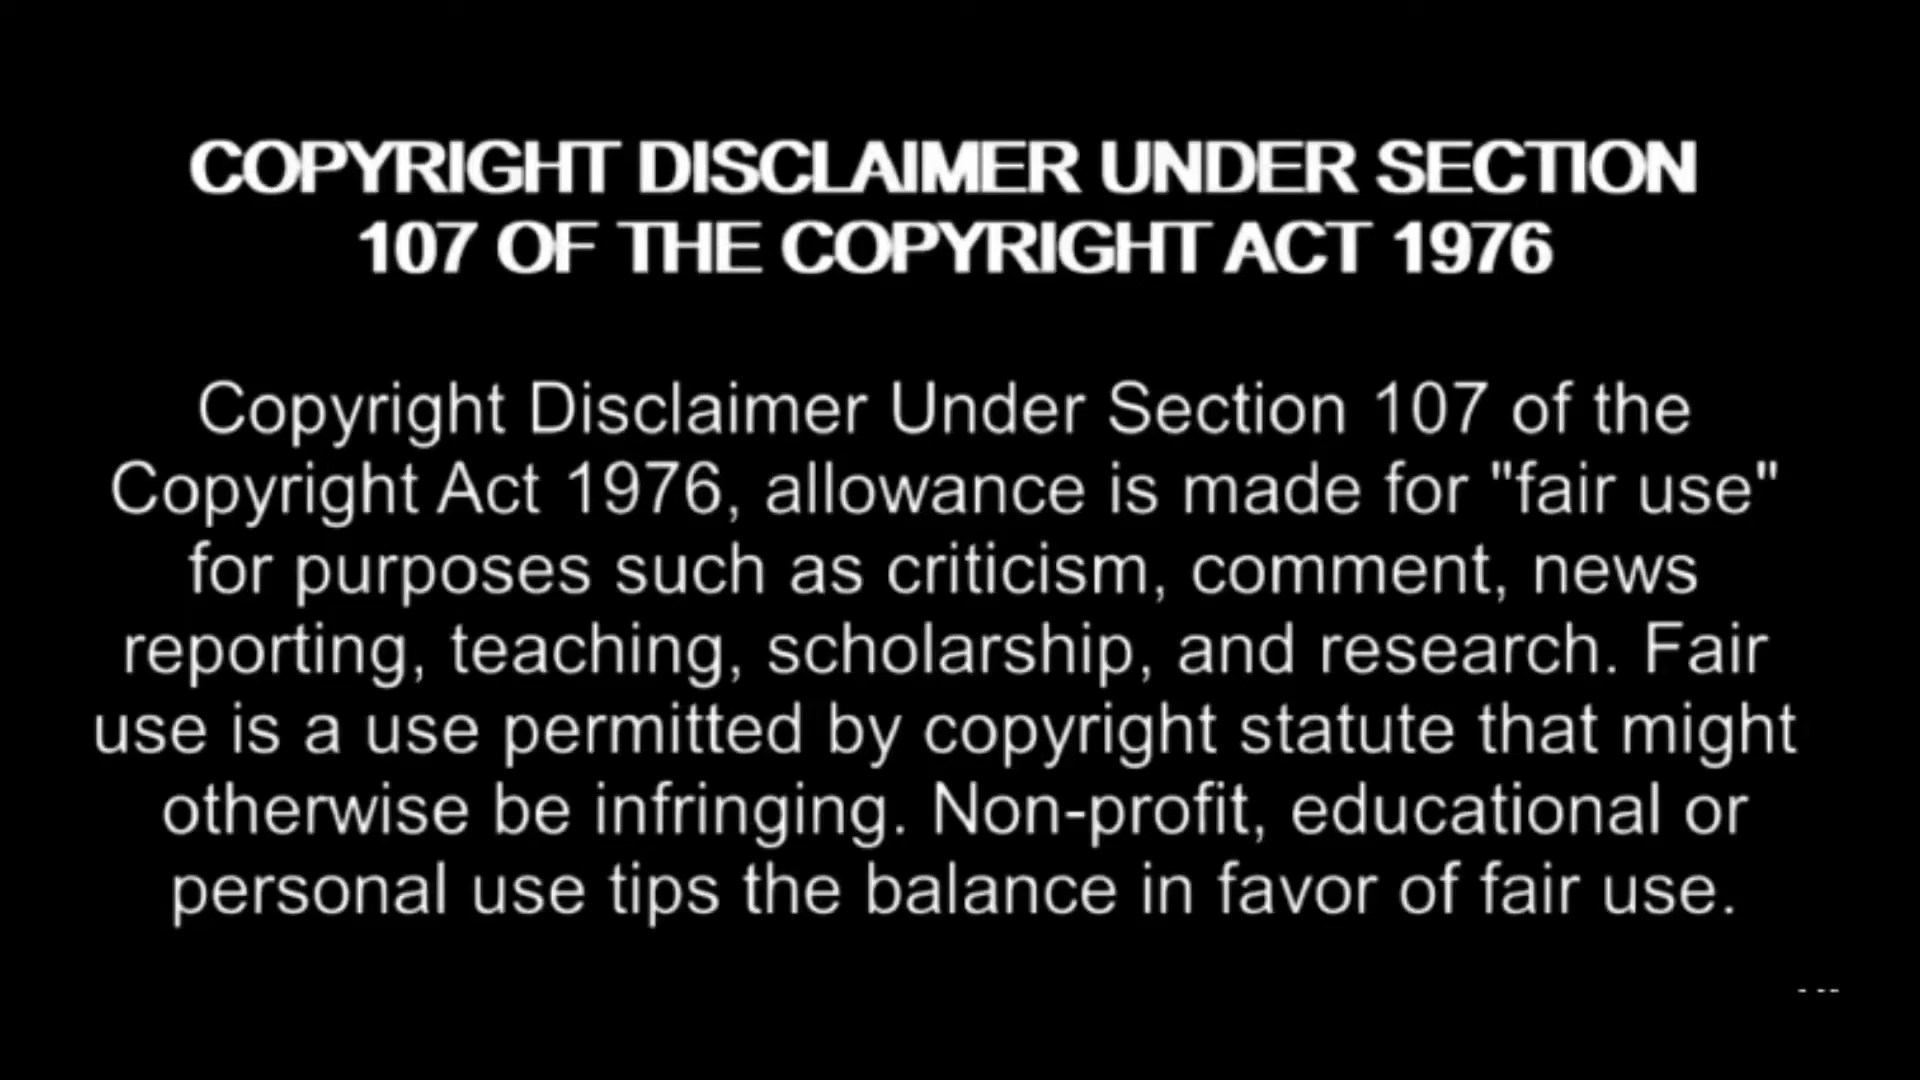 COPYRIGHT DISCLAIMER UNDER SECTION
107 OF THE COPYRIGHT ACT 1976
Copyright Disclaimer Under Section 107 of the
Copyright Act 1976, allowance is made for "fair use"
for purposes such as criticism, comment, news
reporting, teaching, scholarship, and research. Fair
use is a use permitted by copyright statute that might
otherwise be infringing. Non-profit, educational or
personal use tips the balance in favor of fair use.